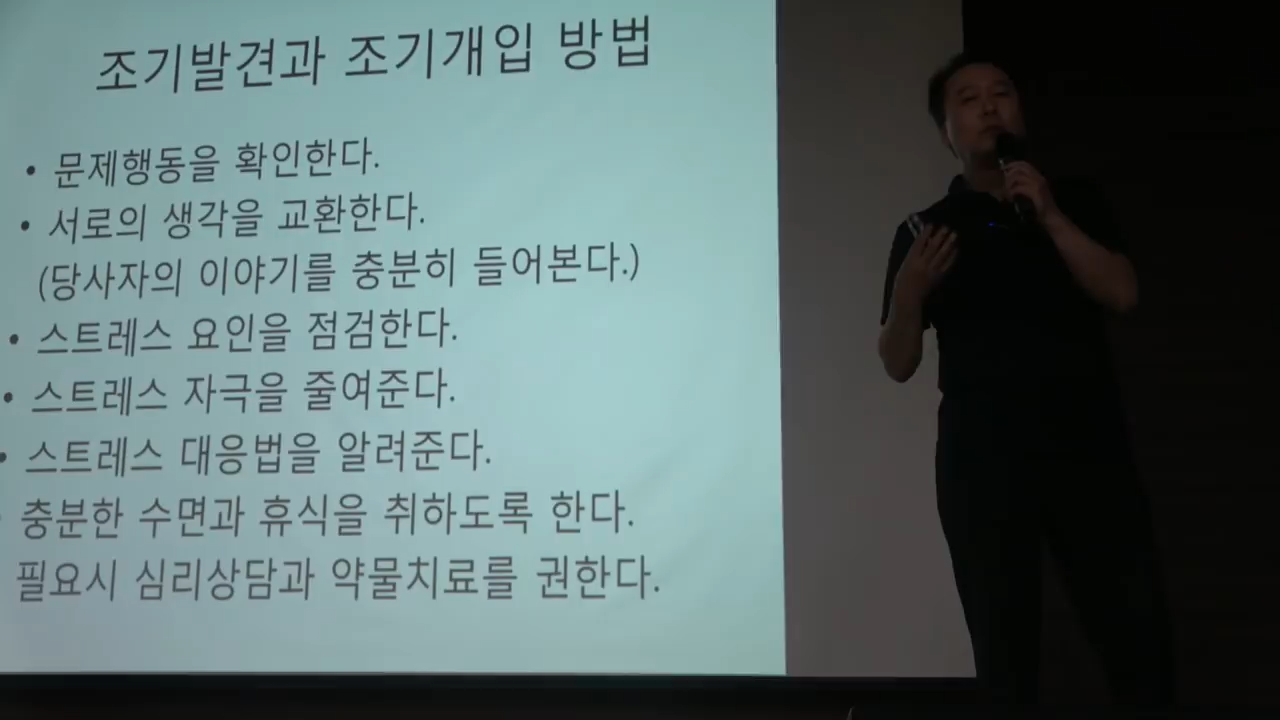 조기발견과 조기개입 방법
• 문제행동을 확인한다.
• 서로의 생각을 교환한다.
(당사자의 이야기를 충분히 들어본다.)
• 스트레스 요인을 점검한다.
• 스트레스 자극을 줄여준다.
• 스트레스 대응법을 알려준다.
• 충분한 수면과 휴식을 취하도록 한다.
필요시 심리상담과 약물치료를 권한다.